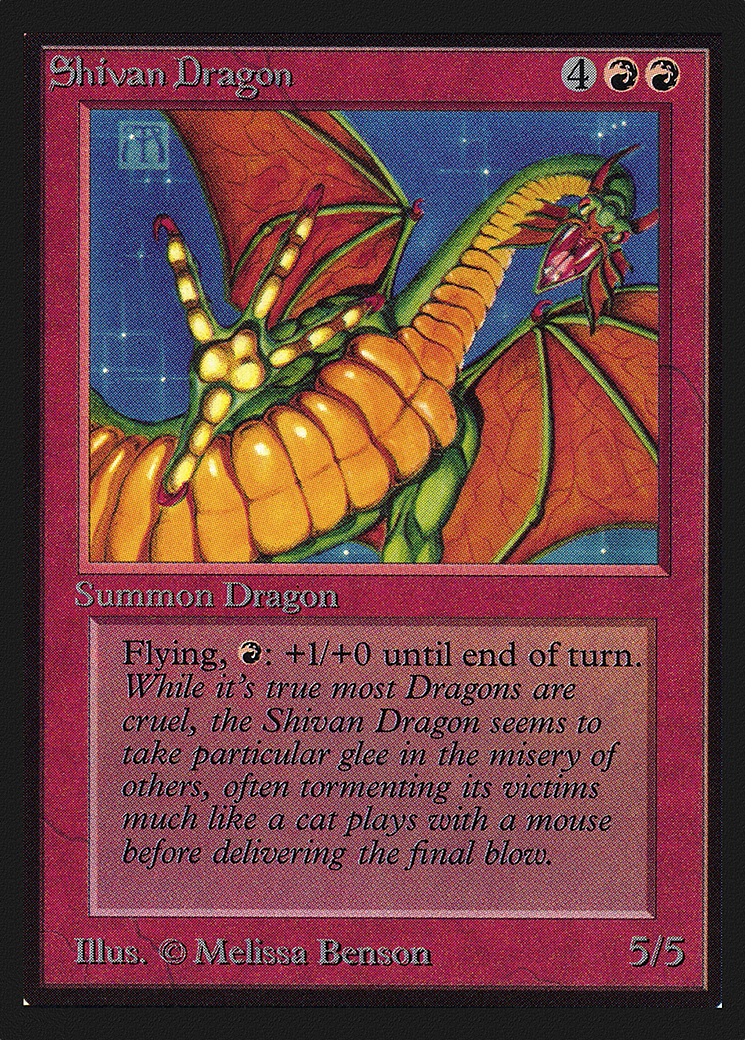 Shivan Dragon 4
Summon Dragon
Flying, : +1/+0 until end of turn.
While it's true most Dragons are
cruel, the Shivan Dragon seems to
take particular glee in the misery of
others, often tormenting its victims
much like a cat plays with a mouse
before delivering the final blow.
Illus. © Melissa Benson 5/5